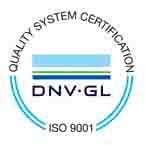 QUALITY SYSTEM CERTIFICATION
DNV·GL
ISO 9001